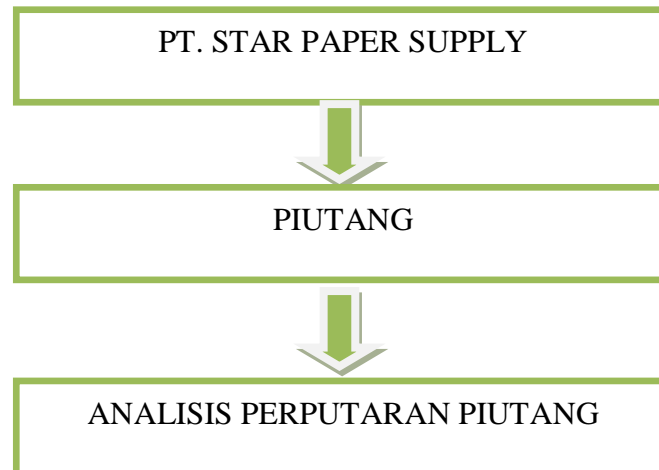 PT. STAR PAPER SUPPLY
PIUTANG
ANALISIS PERPUTARAN PIUTANG